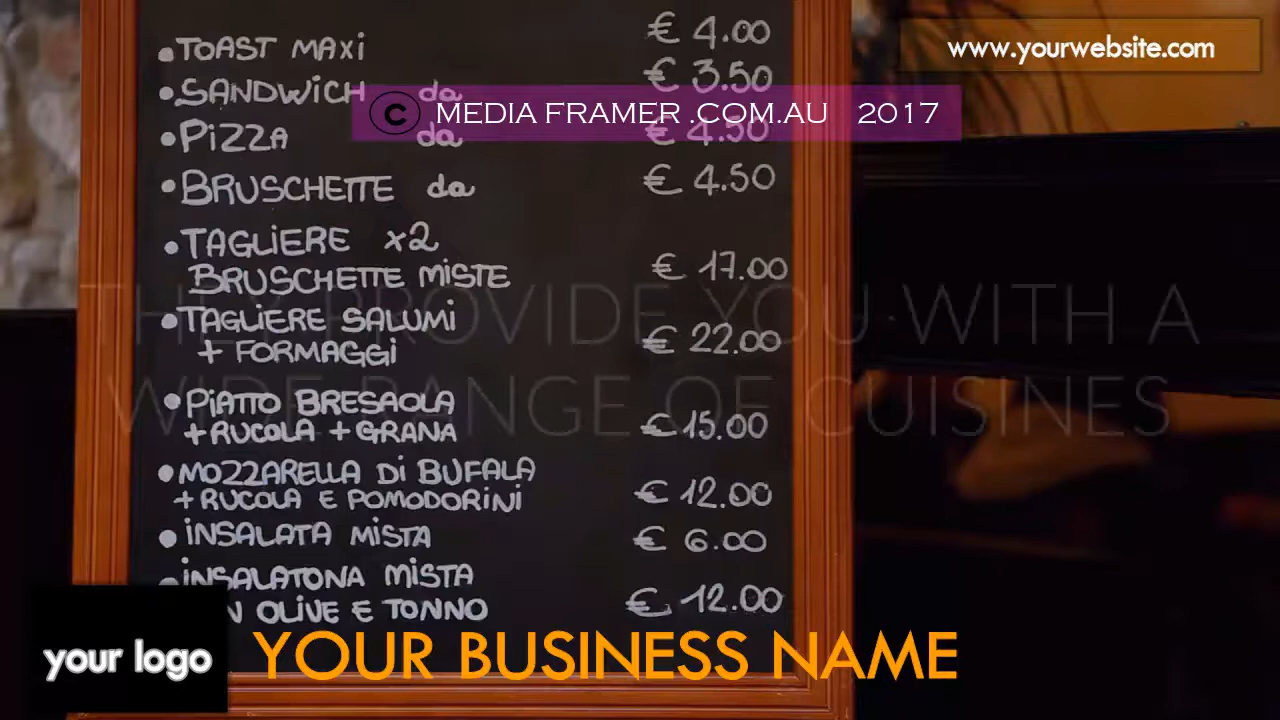 •TOAST MAXi € 4.00
•SANDWiCH da € 3.50
•PiZZA da € 4.50
•BRUSCHETTE da € 4.50
•TAGLiERE x2
BRUSCHETTE MiSTE € 17.00
•TAGLiERE SALUMi
+ FORMAGGi € 22.00
•PiATTO BRESAOLA
+RUCOLA +GRANA € 15.00
•MOZZARELLA Di BUFALA
+RUCOLA E POMODORiNi € 12.00
•iNSALATA MiSTA € 6.00
•iNSALATONA MiSTA
N OLiVE E TONNO € 12.00
www.yourwebsite.com
© MEDIA FRAMER .COM.AU 2017
THEY PROVIDE YOU WITH A
WIDE RANGE OF CUISINES
your logo
YOUR BUSINESS NAME